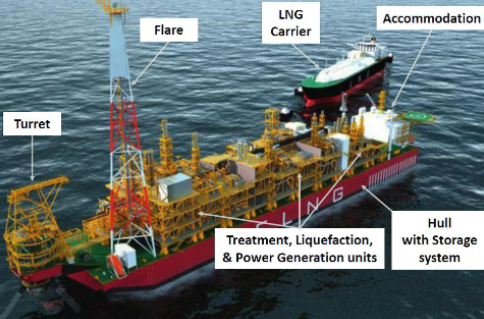 LNG
Carrier
Accommodation
Flare
Turret
LNG
Treatment, Liquefaction,
& Power Generation units
Hull
with Storage
system